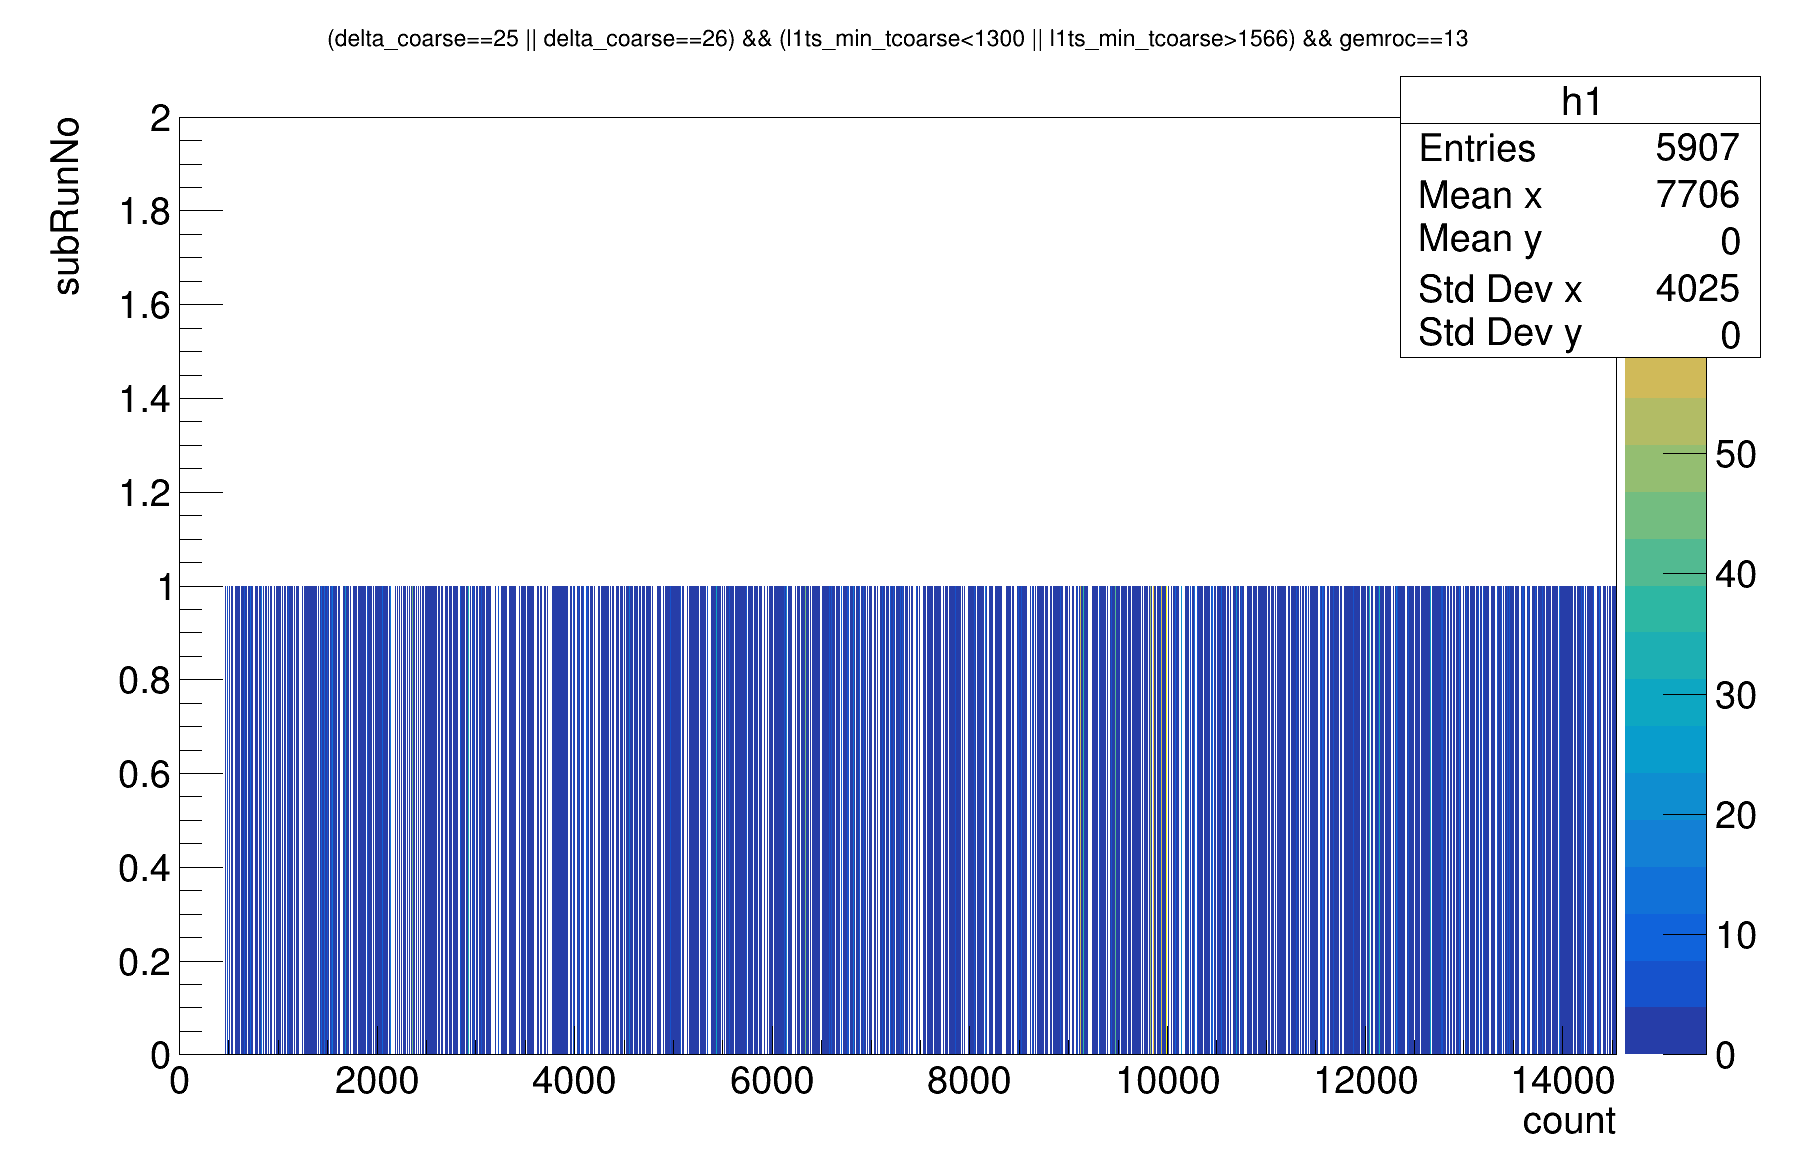 (delta_coarse==25 || delta_coarse==26) && (l1ts_min_tcoarse<1300 || l1ts_min_tcoarse>1566) && gemroc==13
h1
Entries 5907
Mean x 7706
Mean y 0
Std Dev x 4025
Std Dev y 0
subRunNo
2
1.8
1.6
1.4
1.2
1
0.8
0.6
0.4
0.2
0
0 2000 4000 6000 8000 10000 12000 14000
count
50
40
30
20
10
0